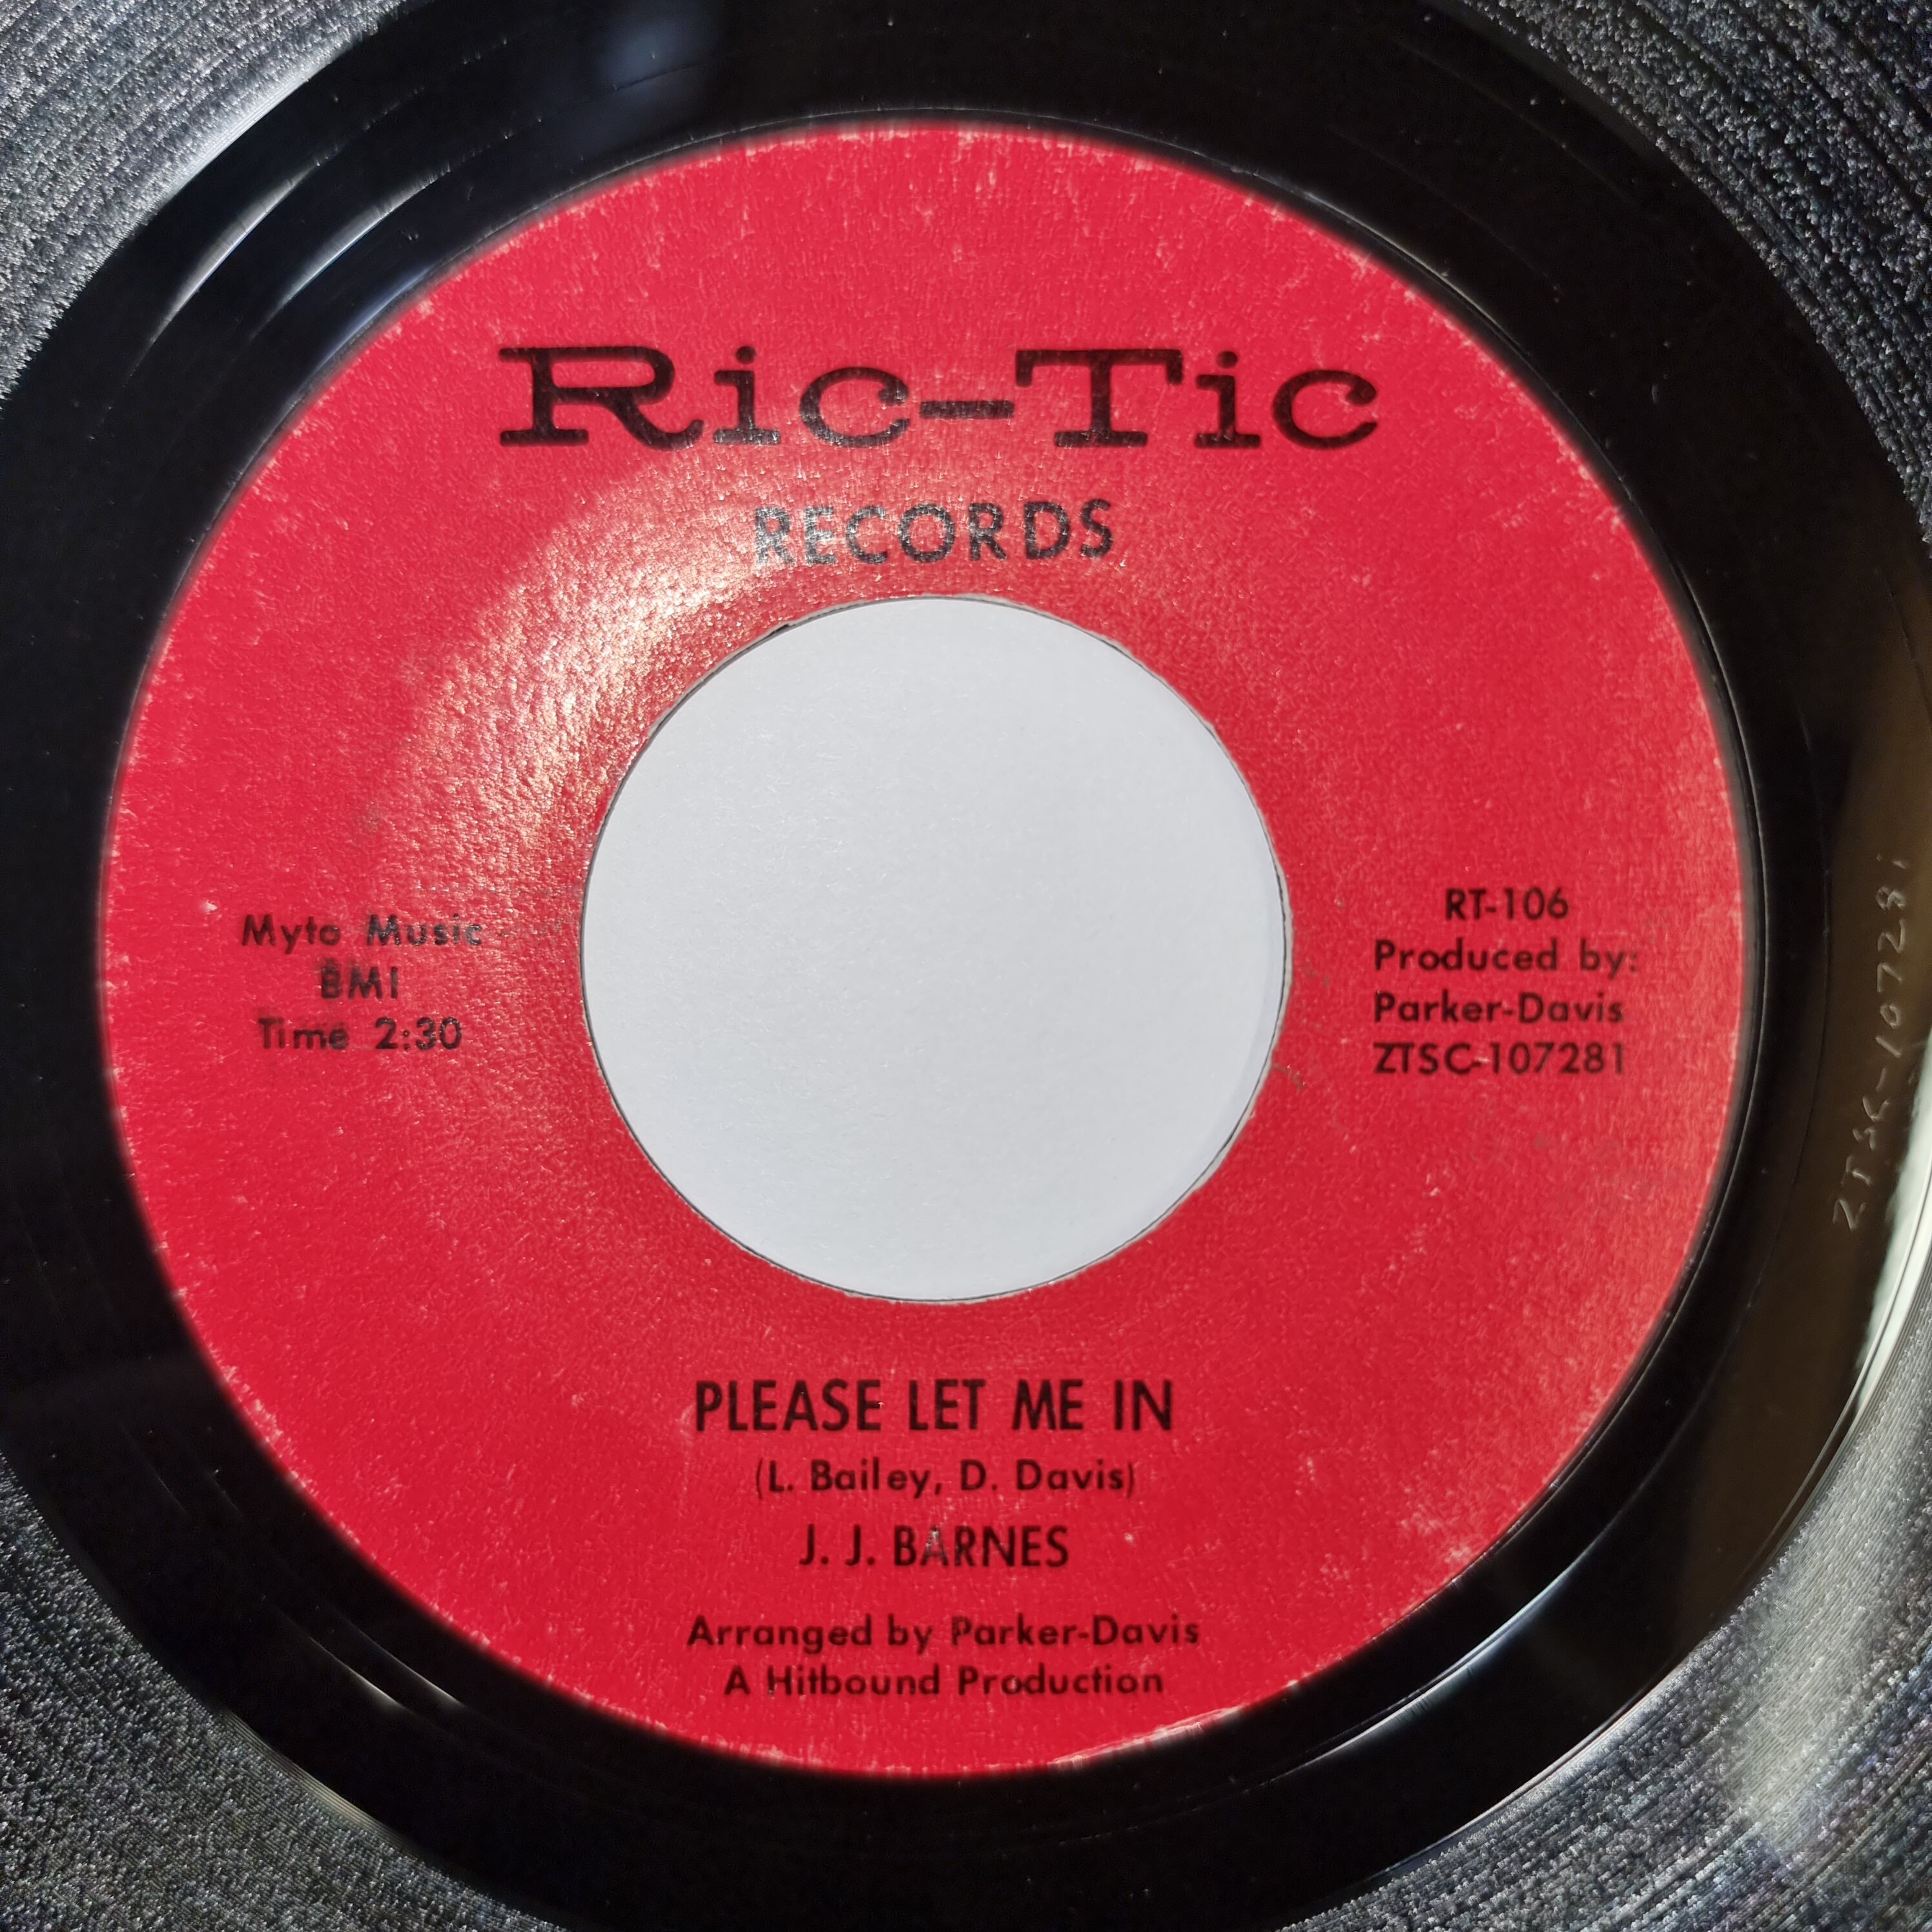 Ric-Tic
RECORDS
Myto Music
BMI
Time 2:30
RT-106
Produced by:
Parker-Davis
ZTSC-107281
ZTSC-107281
PLEASE LET ME IN
(L. Bailey, D. Davis)
J. J. BARNES
Arranged by Parker-Davis
A Hitbound Production